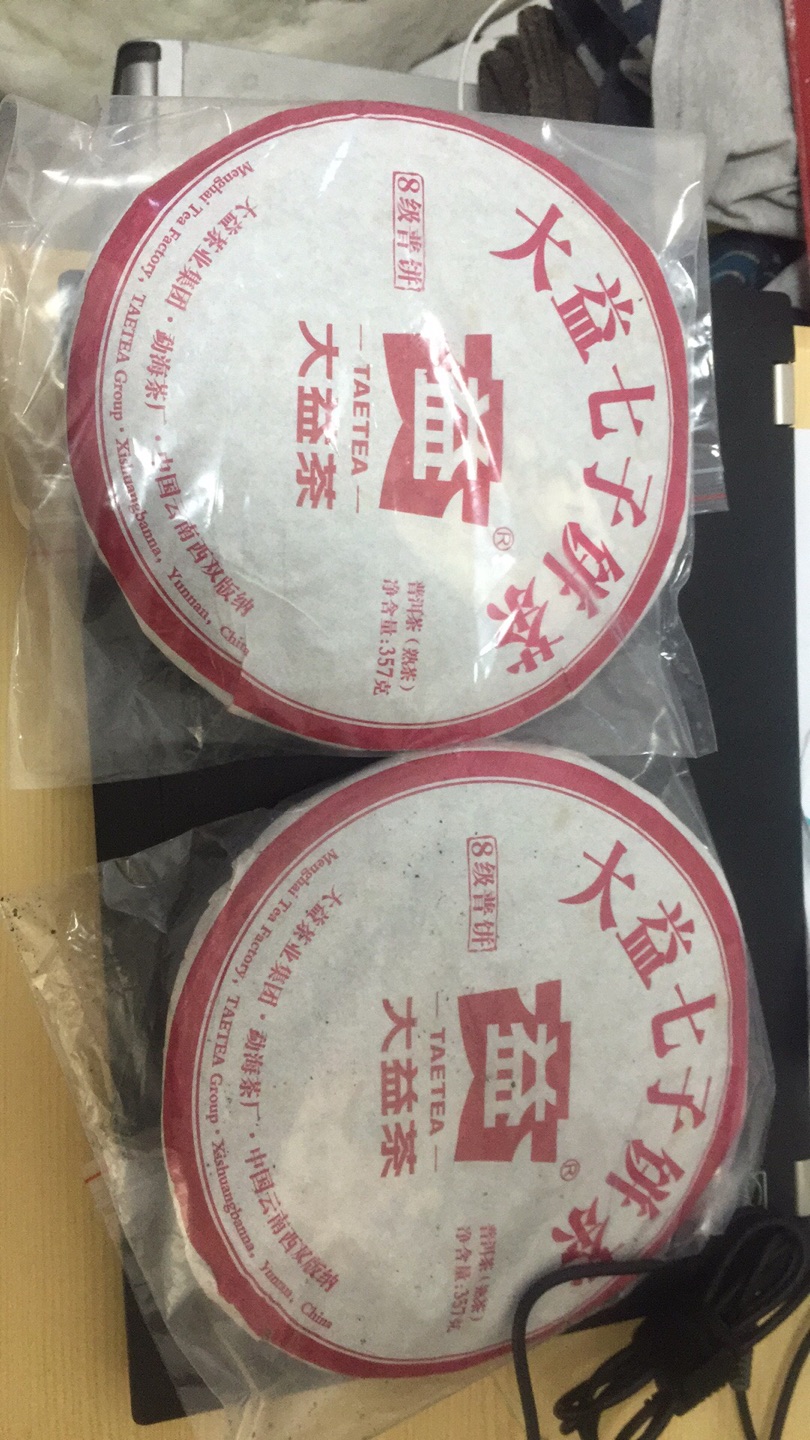 大益七子饼茶
8级普饼
益®
— TAETEA —
大益茶
普洱茶(熟茶)
净含量:357克
大益茶业集团·勐海茶厂·中国云南西双版纳
Menghai Tea Factory, TAETEA Group·Xishuangbanna, Yunnan, China
大益七子饼茶
8级普饼
益®
— TAETEA —
大益茶
普洱茶(熟茶)
净含量:357克
大益茶业集团·勐海茶厂·中国云南西双版纳
Menghai Tea Factory, TAETEA Group·Xishuangbanna, Yunnan, China